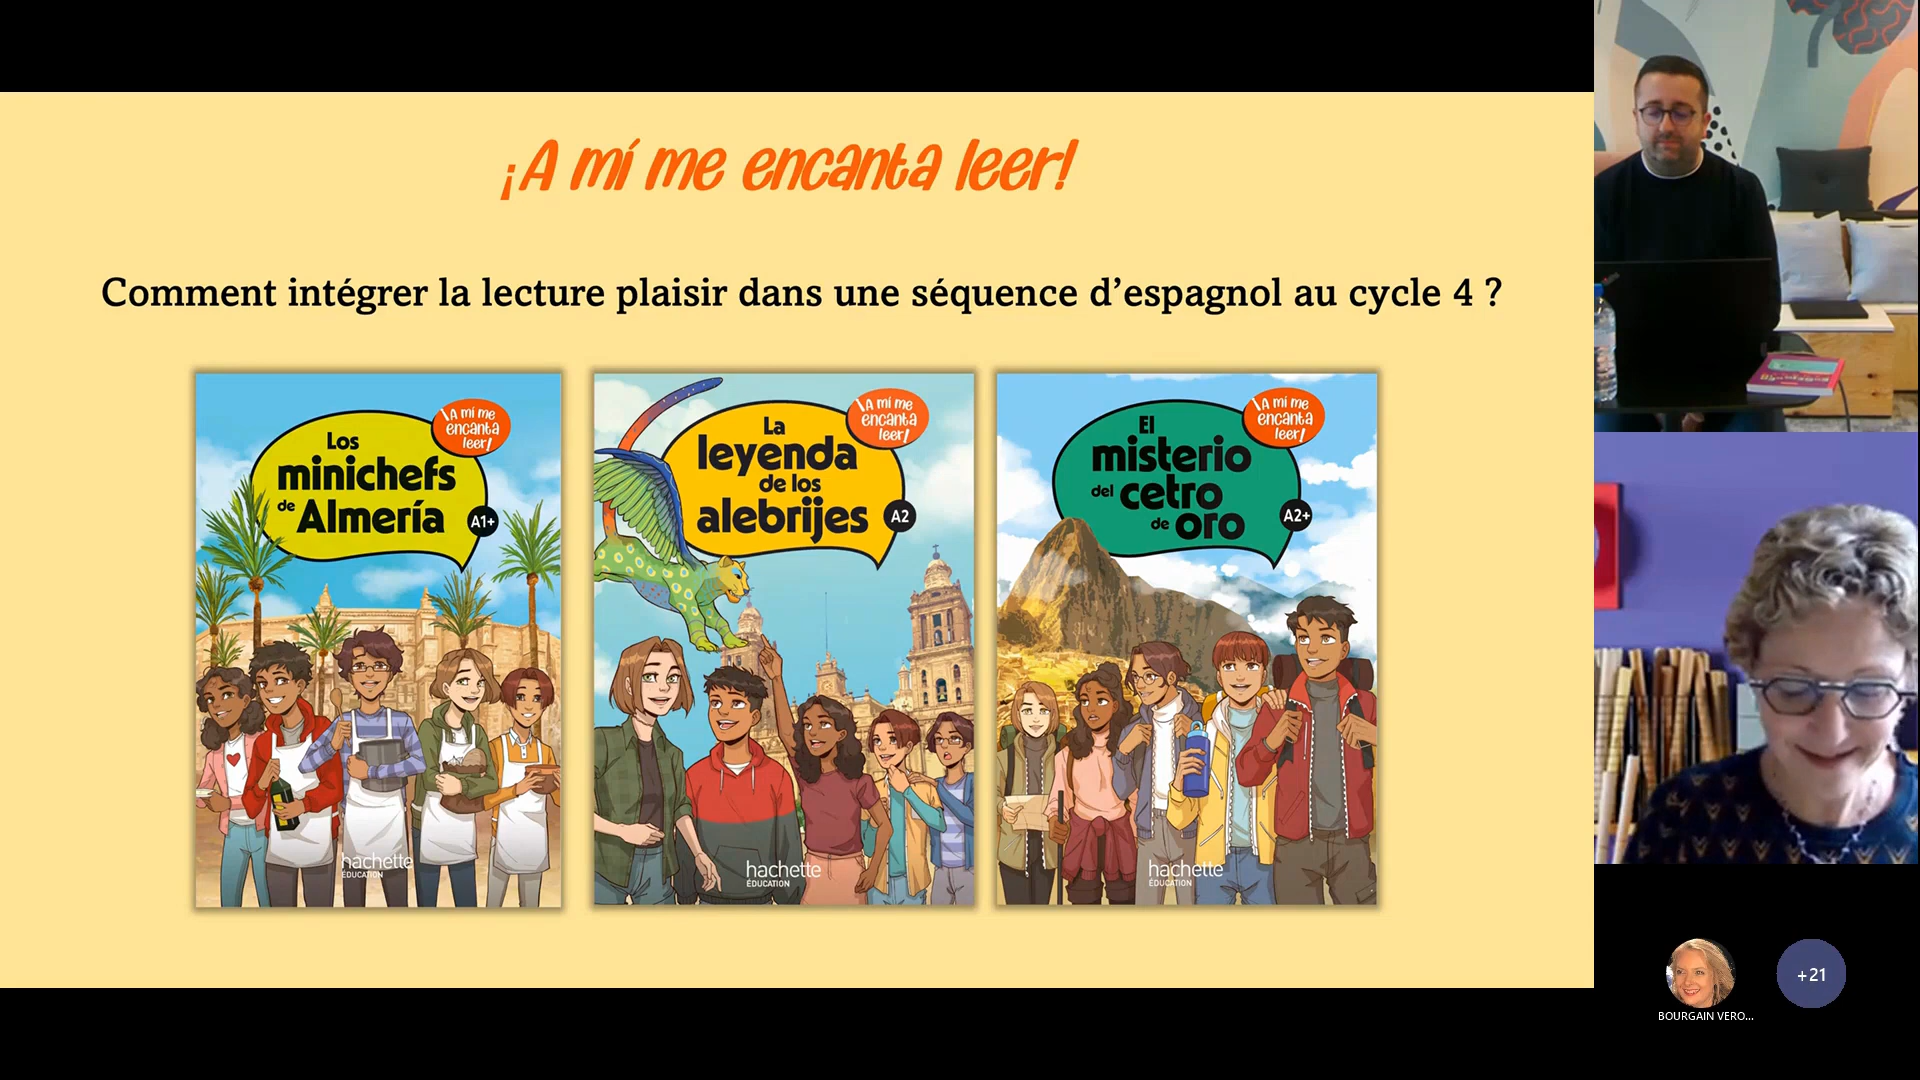 ¡A mí me encanta leer!
Comment intégrer la lecture plaisir dans une séquence d'espagnol au cycle 4 ?
¡A mí me
encanta
leer!
Los
minichefs
de Almería
A1+
hachette
ÉDUCATION
¡A mí me
encanta
leer!
La
leyenda
de los
alebrijes
A2
hachette
ÉDUCATION
¡A mí me
encanta
leer!
El
misterio
del cetro
de oro
A2+
hachette
ÉDUCATION
+21
BOURGAIN VERO...